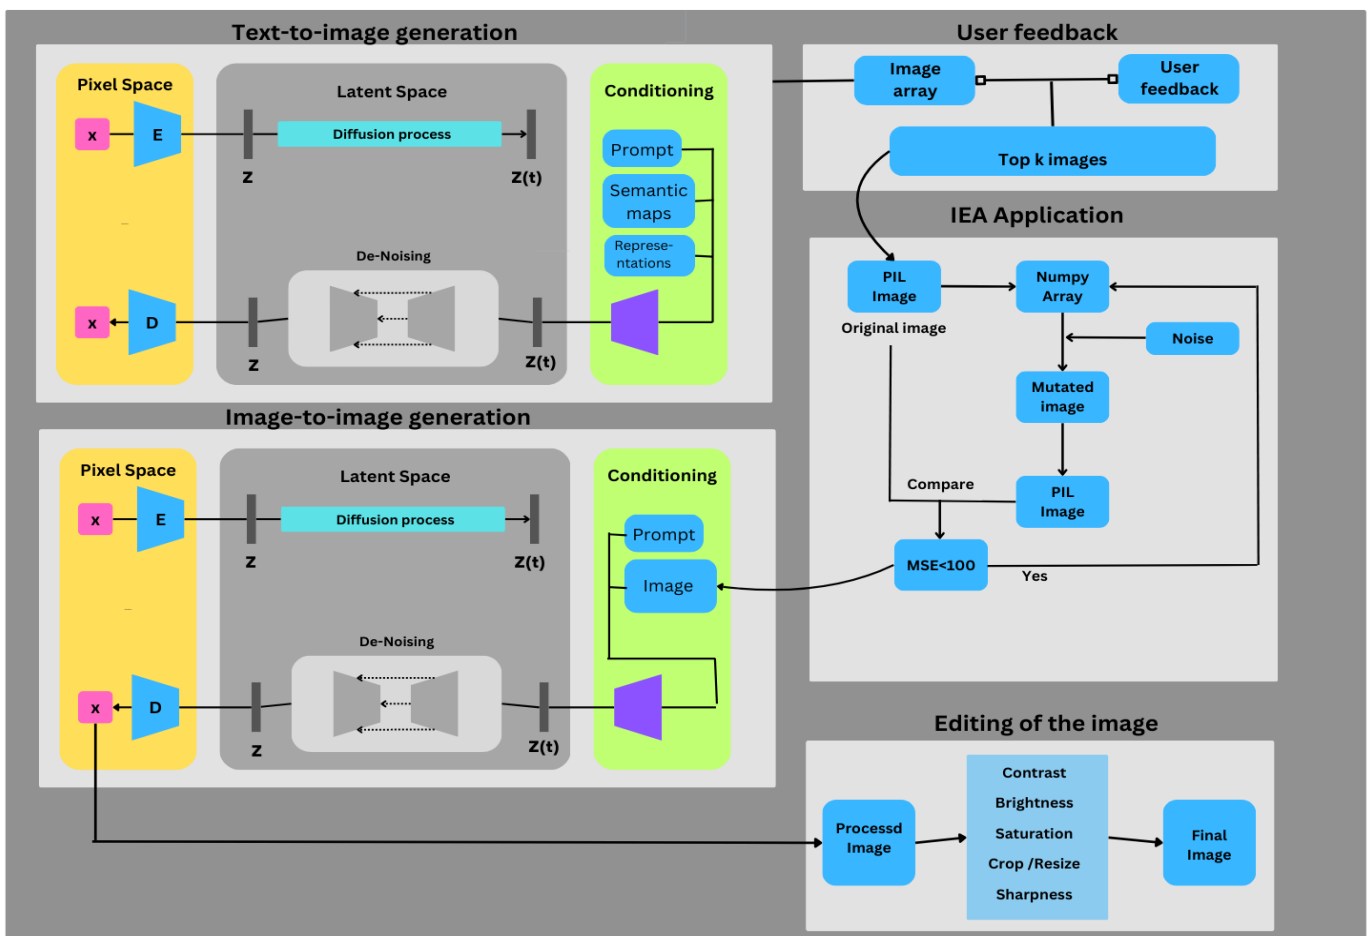 Text-to-image generation
Pixel Space
x
E
Z
Latent Space
Diffusion process
Z(t)
De-Noising
x
D
Z
Z(t)
Conditioning
Prompt
Semantic
maps
Represe-
ntations
User feedback
Image
array
User
feedback
Top k images
IEA Application
PIL
Image
Original image
Numpy
Array
Noise
Mutated
image
PIL
Image
Compare
MSE<100
Yes
Image-to-image generation
Pixel Space
x
E
Z
Latent Space
Diffusion process
Z(t)
De-Noising
x
D
Z
Z(t)
Conditioning
Prompt
Image
Editing of the image
Processd
Image
Contrast
Brightness
Saturation
Crop /Resize
Sharpness
Final
Image